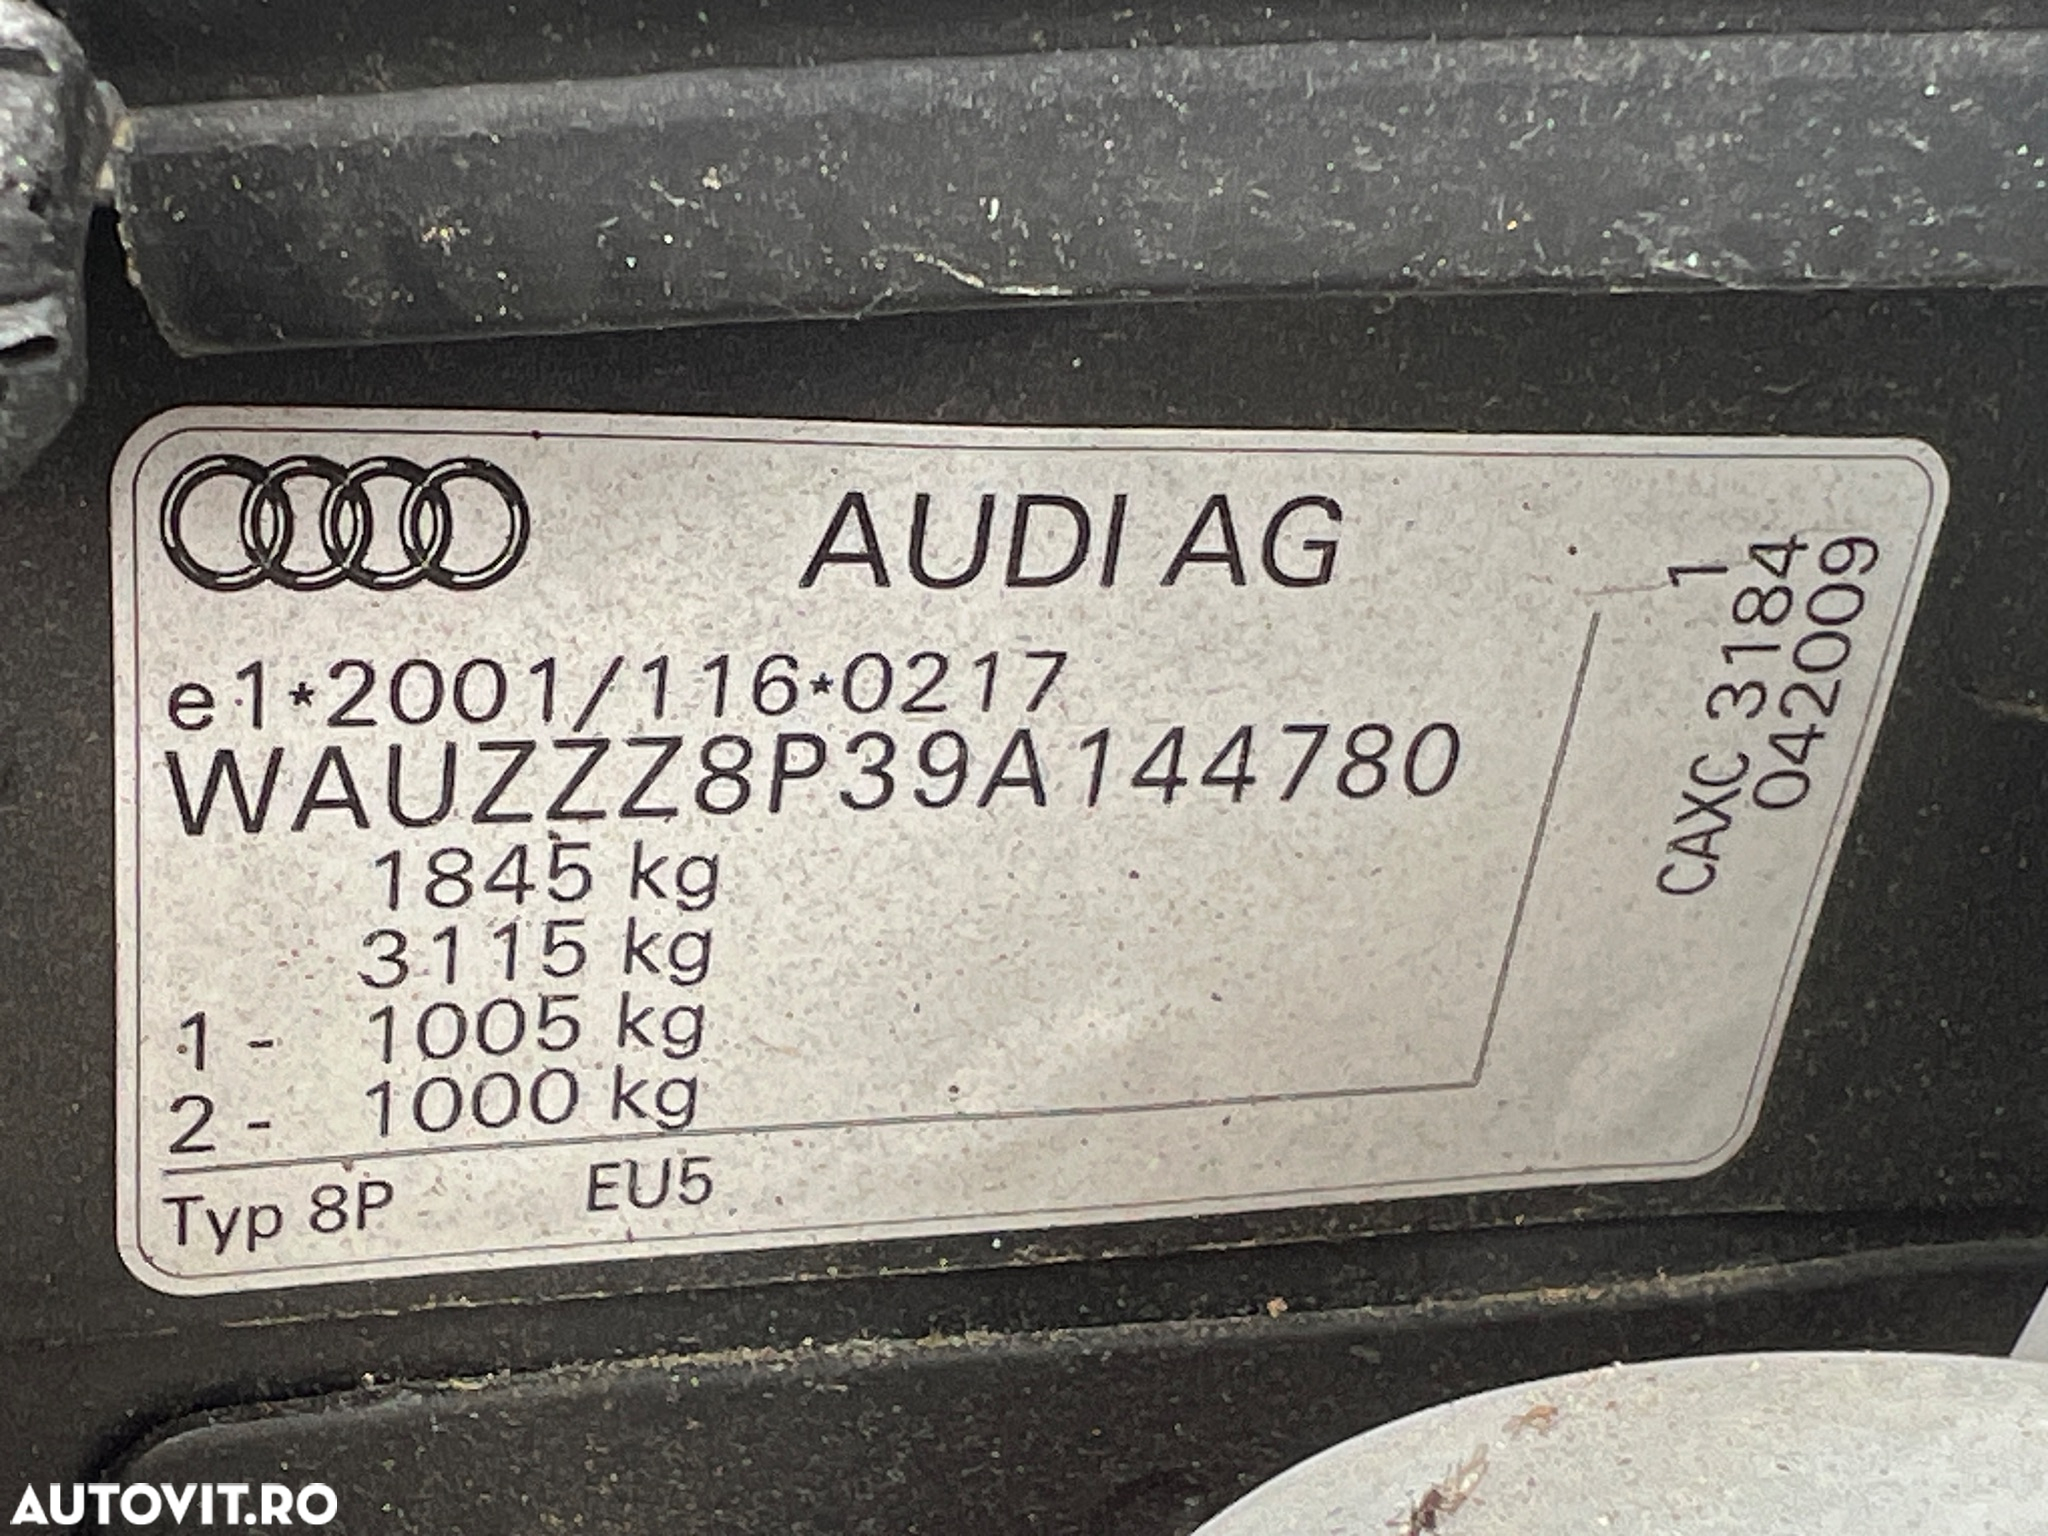 AUDI AG
e1*2001/116*0217
WAUZZZ8P39A144780
1845 kg
3115 kg
1 - 1005 kg
2 - 1000 kg
Typ 8P EU5
1
CAXC 3184
042009
AUTOVIT.RO